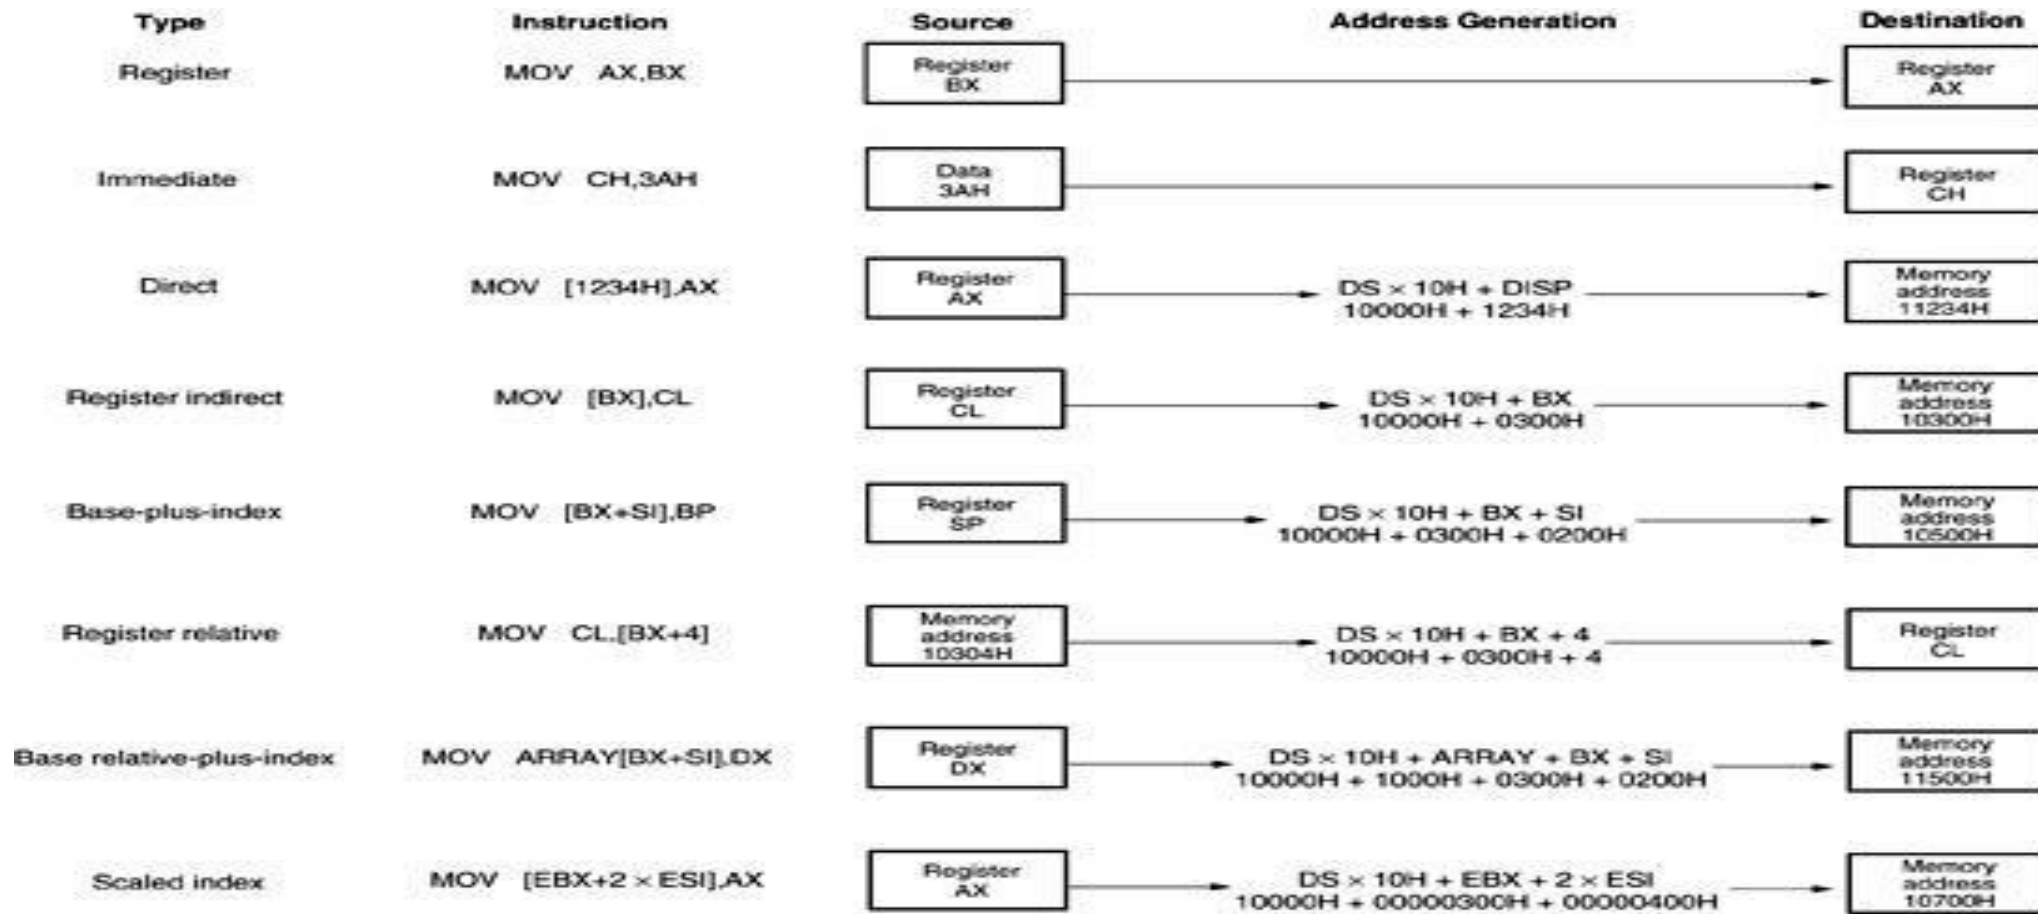 Type Instruction Source Address Generation Destination
Register MOV AX,BX Register
BX Register
AX
Immediate MOV CH,3AH Data
3AH Register
CH
Direct MOV [1234H],AX Register
AX DS × 10H + DISP
10000H + 1234H Memory
address
11234H
Register indirect MOV [BX],CL Register
CL DS × 10H + BX
10000H + 0300H Memory
address
10300H
Base-plus-index MOV [BX+SI],BP Register
SP DS × 10H + BX + SI
10000H + 0300H + 0200H Memory
address
10500H
Register relative MOV CL,[BX+4] Memory
address
10304H DS × 10H + BX + 4
10000H + 0300H + 4 Register
CL
Base relative-plus-index MOV ARRAY[BX+SI],DX Register
DX DS × 10H + ARRAY + BX + SI
10000H + 1000H + 0300H + 0200H Memory
address
11500H
Scaled index MOV [EBX+2 × ESI],AX Register
AX DS × 10H + EBX + 2 × ESI
10000H + 00000300H + 00000400H Memory
address
10700H